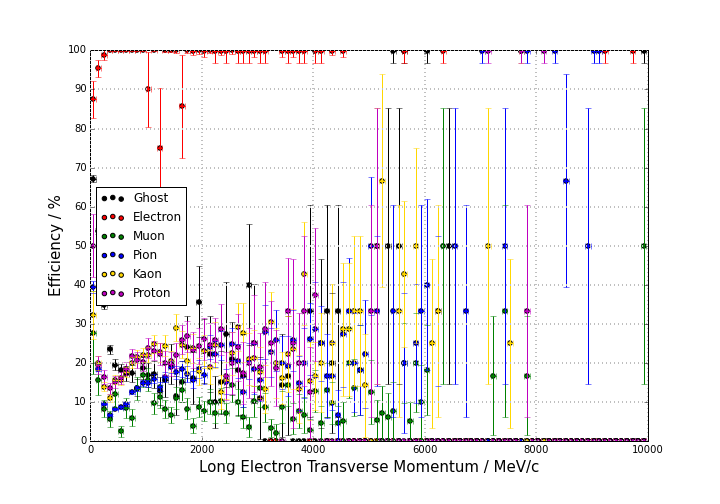 100
90
80
70
60
50
40
30
20
10
0
Efficiency / %
Ghost
Electron
Muon
Pion
Kaon
Proton
0 2000 4000 6000 8000 10000
Long Electron Transverse Momentum / MeV/c